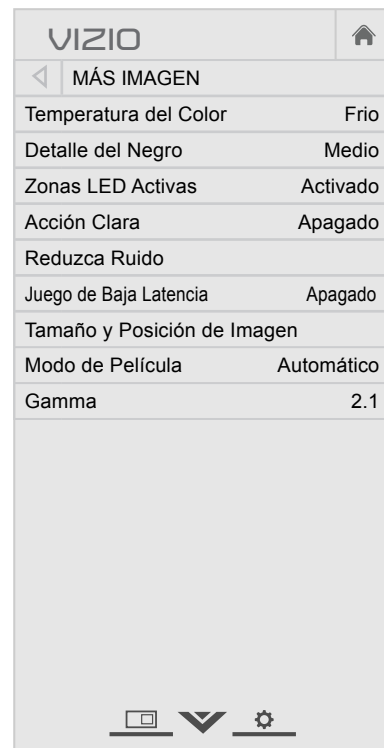 VIZIO
MÁS IMAGEN
Temperatura del Color Frio
Detalle del Negro Medio
Zonas LED Activas Activado
Acción Clara Apagado
Reduzca Ruido
Juego de Baja Latencia Apagado
Tamaño y Posición de Imagen
Modo de Película Automático
Gamma 2.1